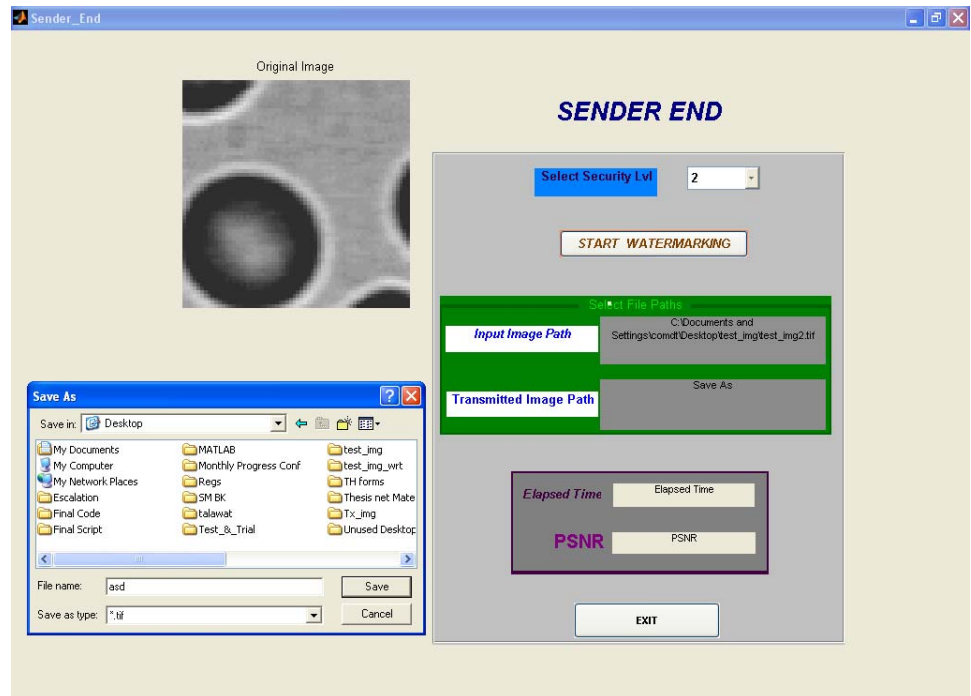 Sender_End
Original Image
SENDER END
Select Security Lvl
2
START WATERMARKING
Select File Paths
Input Image Path
C:\Documents and
Settings\comdt\Desktop\test_img\test_img2.tif
Transmitted Image Path
Save As
Elapsed Time
Elapsed Time
PSNR
PSNR
EXIT
Save As
Save in: Desktop
My Documents
My Computer
My Network Places
Escalation
Final Code
Final Script
MATLAB
Monthly Progress Conf
Regs
SM BK
talawat
Test_&_Trial
test_img
test_img_wrt
TH forms
Thesis net Mate
Tx_img
Unused Desktop
File name: asd
Save
Save as type: *.tif
Cancel